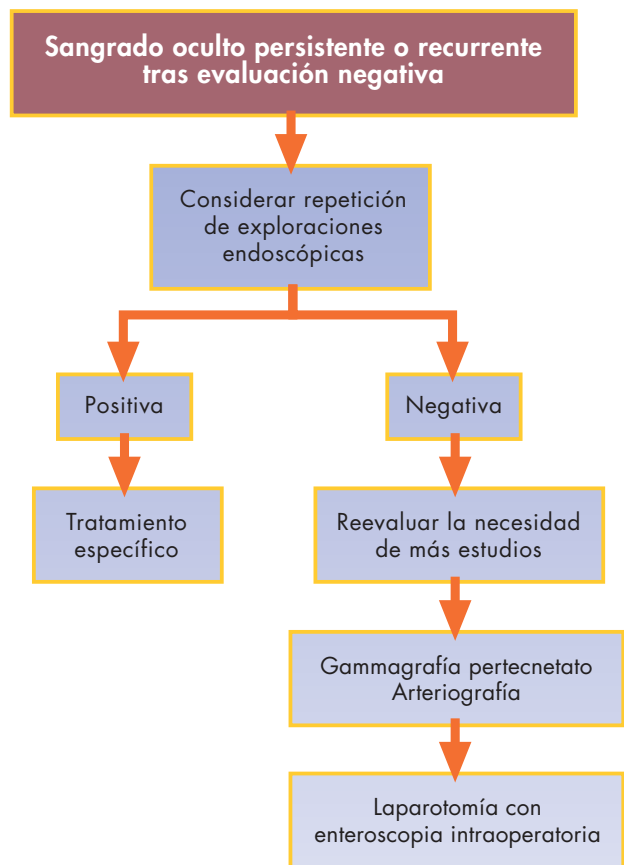 Sangrado oculto persistente o recurrente
tras evaluación negativa
Considerar repetición
de exploraciones
endoscópicas
Positiva
Negativa
Tratamiento
específico
Reevaluar la necesidad
de más estudios
Gammagrafía pertecnetato
Arteriografía
Laparotomía con
enteroscopia intraoperatoria